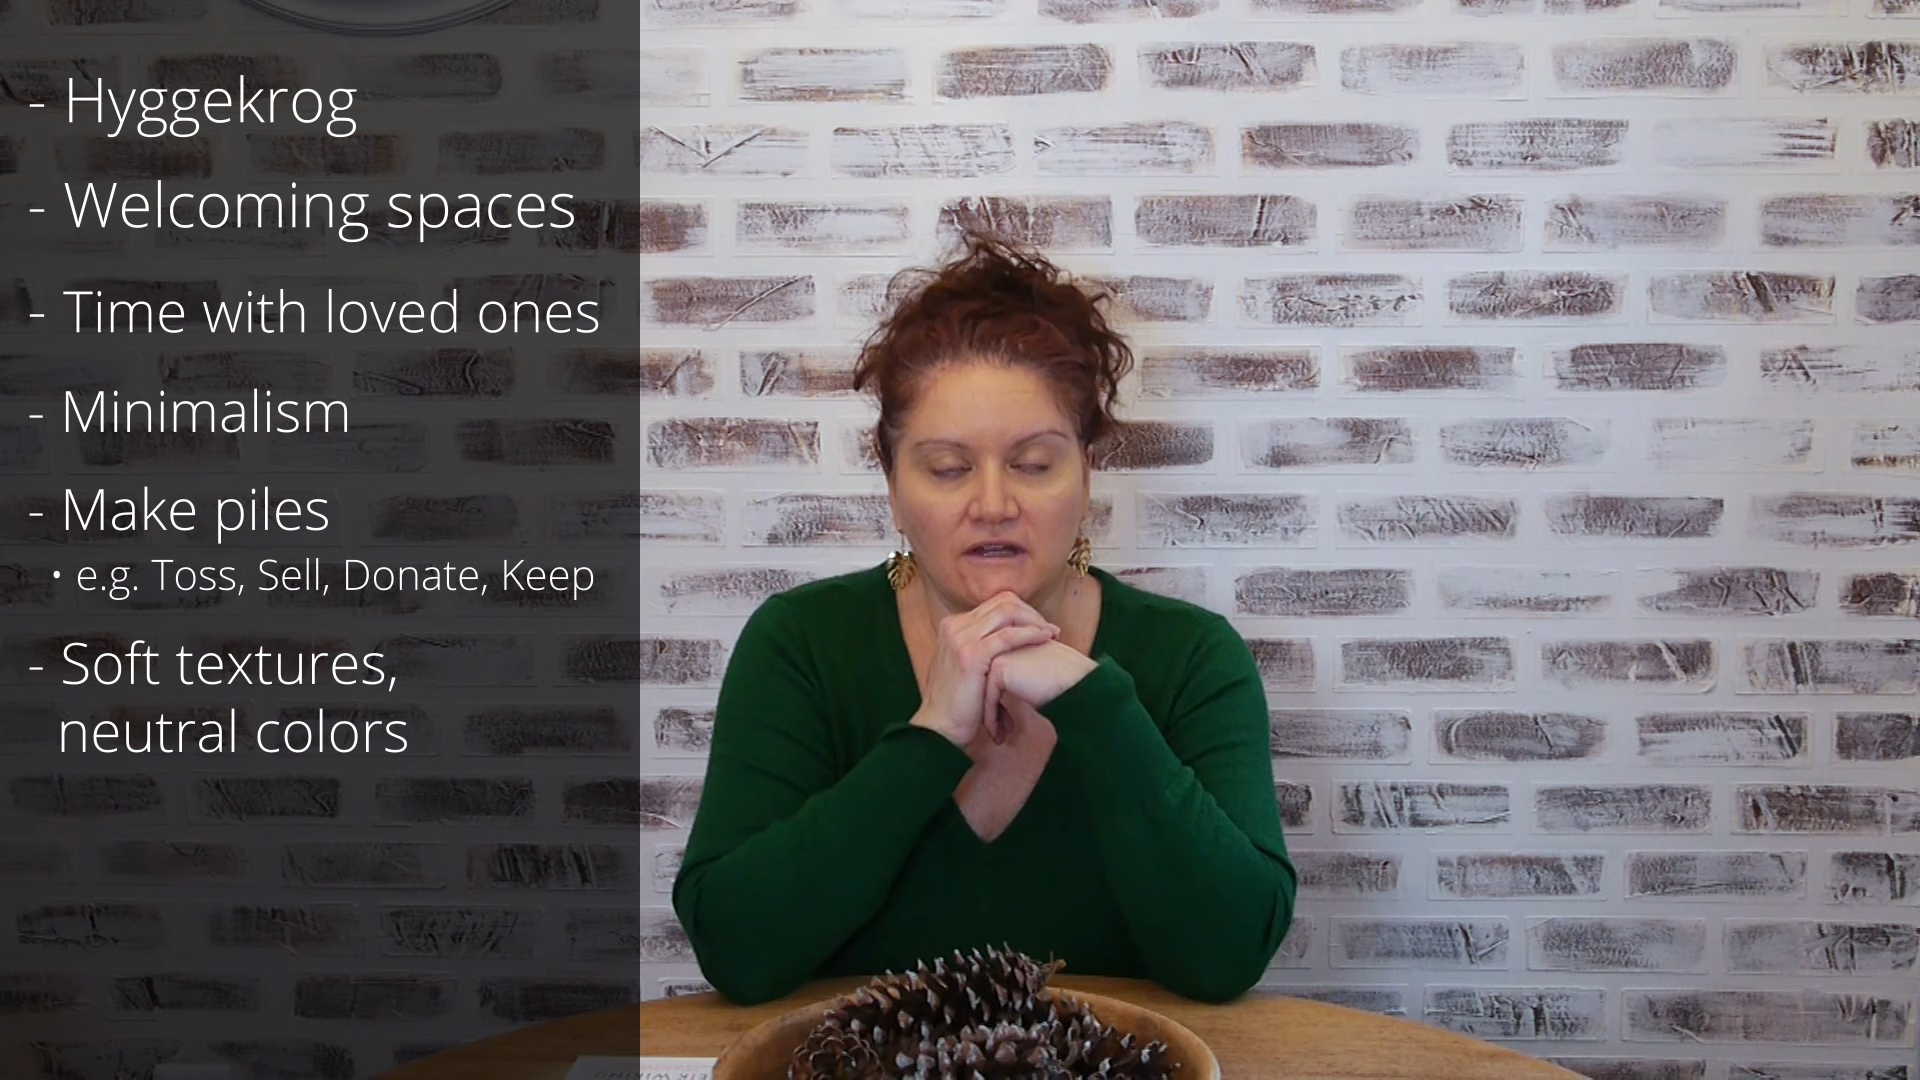 - Hyggekrog
- Welcoming spaces
- Time with loved ones
- Minimalism
- Make piles
• e.g. Toss, Sell, Donate, Keep
- Soft textures,
neutral colors